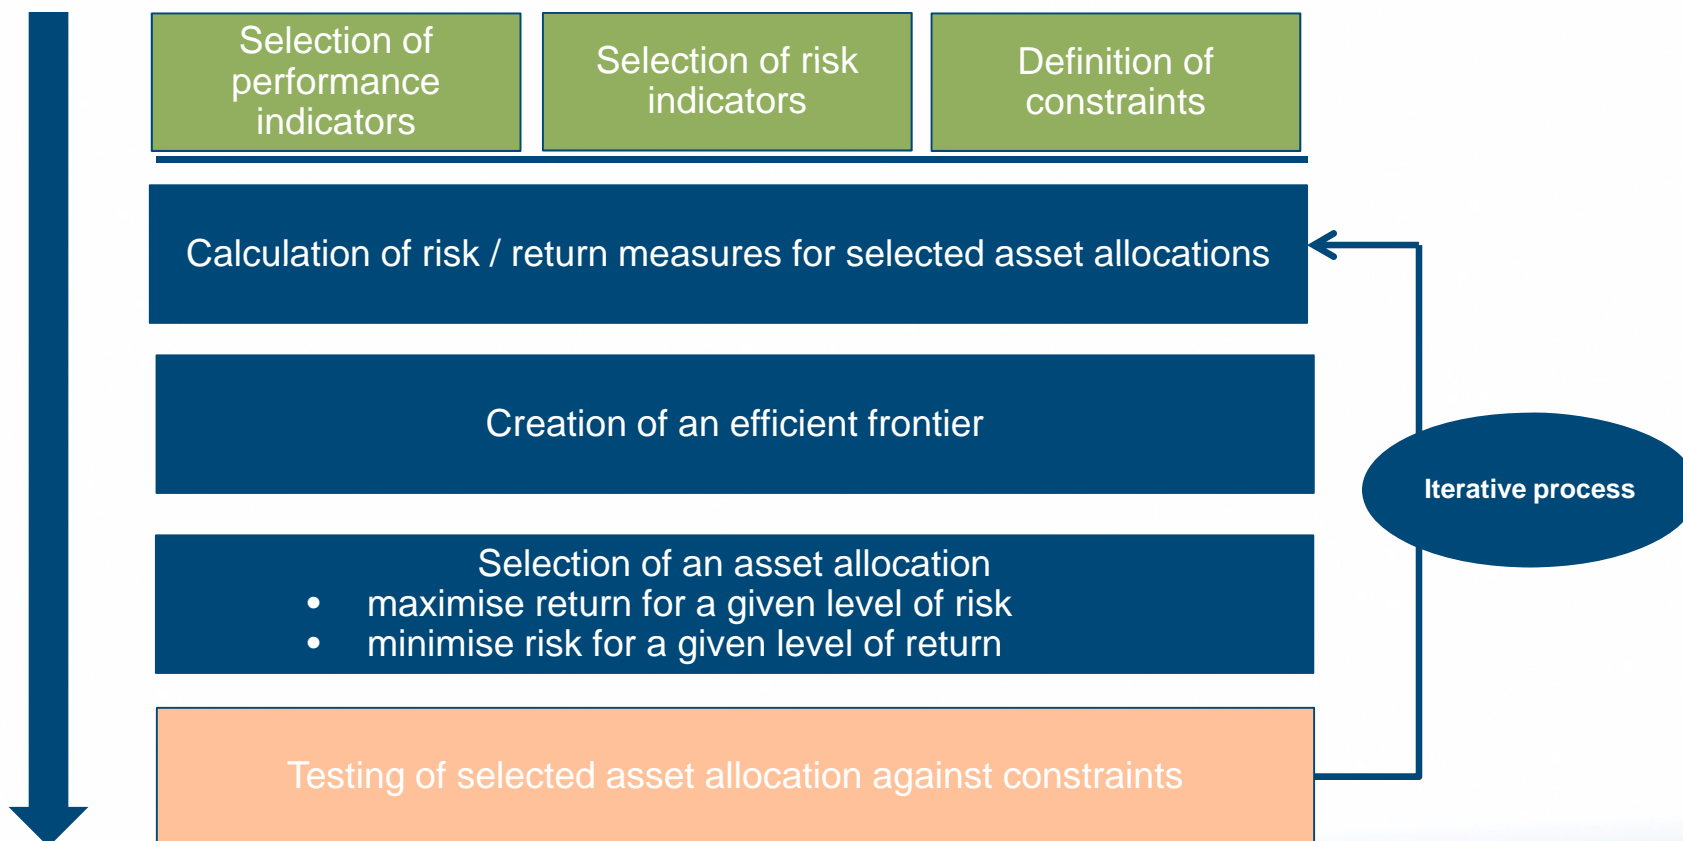 Selection of
performance
indicators
Selection of risk
indicators
Definition of
constraints
Calculation of risk / return measures for selected asset allocations
Creation of an efficient frontier
Iterative process
Selection of an asset allocation
• maximise return for a given level of risk
• minimise risk for a given level of return
Testing of selected asset allocation against constraints